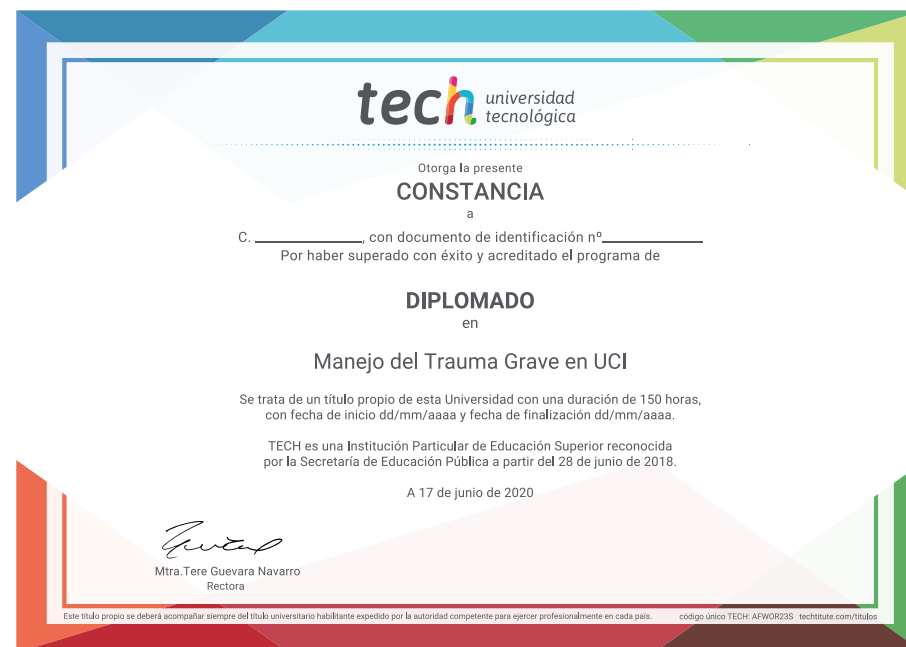 tech universidad
tecnológica
Otorga la presente
CONSTANCIA
a
C. ____________, con documento de identificación nº____________
Por haber superado con éxito y acreditado el programa de
DIPLOMADO
en
Manejo del Trauma Grave en UCI
Se trata de un título propio de esta Universidad con una duración de 150 horas,
con fecha de inicio dd/mm/aaaa y fecha de finalización dd/mm/aaaa.
TECH es una Institución Particular de Educación Superior reconocida
por la Secretaría de Educación Pública a partir del 28 de junio de 2018.
A 17 de junio de 2020
Mtra.Tere Guevara Navarro
Rectora
Este título propio se deberá acompañar siempre del título universitario habilitante expedido por la autoridad competente para ejercer profesionalmente en cada país. código único TECH: AFWOR23S techtitute.com/titulos